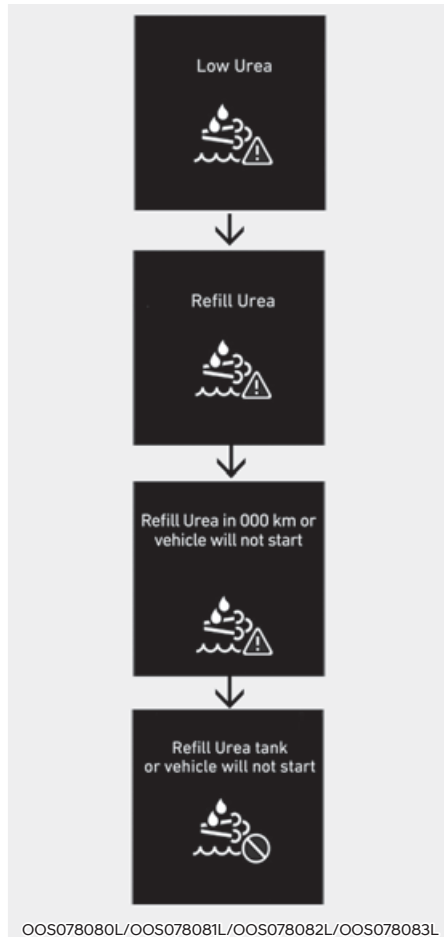 Low Urea
Refill Urea
Refill Urea in 000 km or
vehicle will not start
Refill Urea tank
or vehicle will not start
OOS078080L/OOS078081L/OOS078082L/OOS078083L